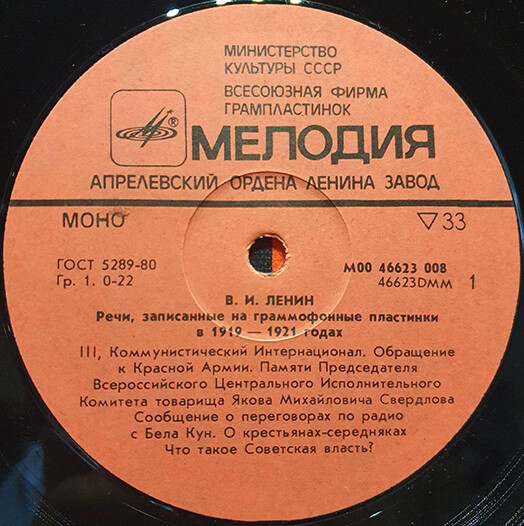 МИНИСТЕРСТВО
КУЛЬТУРЫ СССР
ВСЕСОЮЗНАЯ ФИРМА
ГРАМПЛАСТИНОК
®
МЕЛОДИЯ
АПРЕЛЕВСКИЙ ОРДЕНА ЛЕНИНА ЗАВОД
МОНО ▽33
ГОСТ 5289-80 М00 46623 008
Гр. 1. 0-22 46623Dмм 1
В. И. ЛЕНИН
Речи, записанные на граммофонные пластинки
в 1919 — 1921 годах
III, Коммунистический Интернационал. Обращение
к Красной Армии. Памяти Председателя
Всероссийского Центрального Исполнительного
Комитета товарища Якова Михайловича Свердлова
Сообщение о переговорах по радио
с Бела Кун. О крестьянах-середняках
Что такое Советская власть?